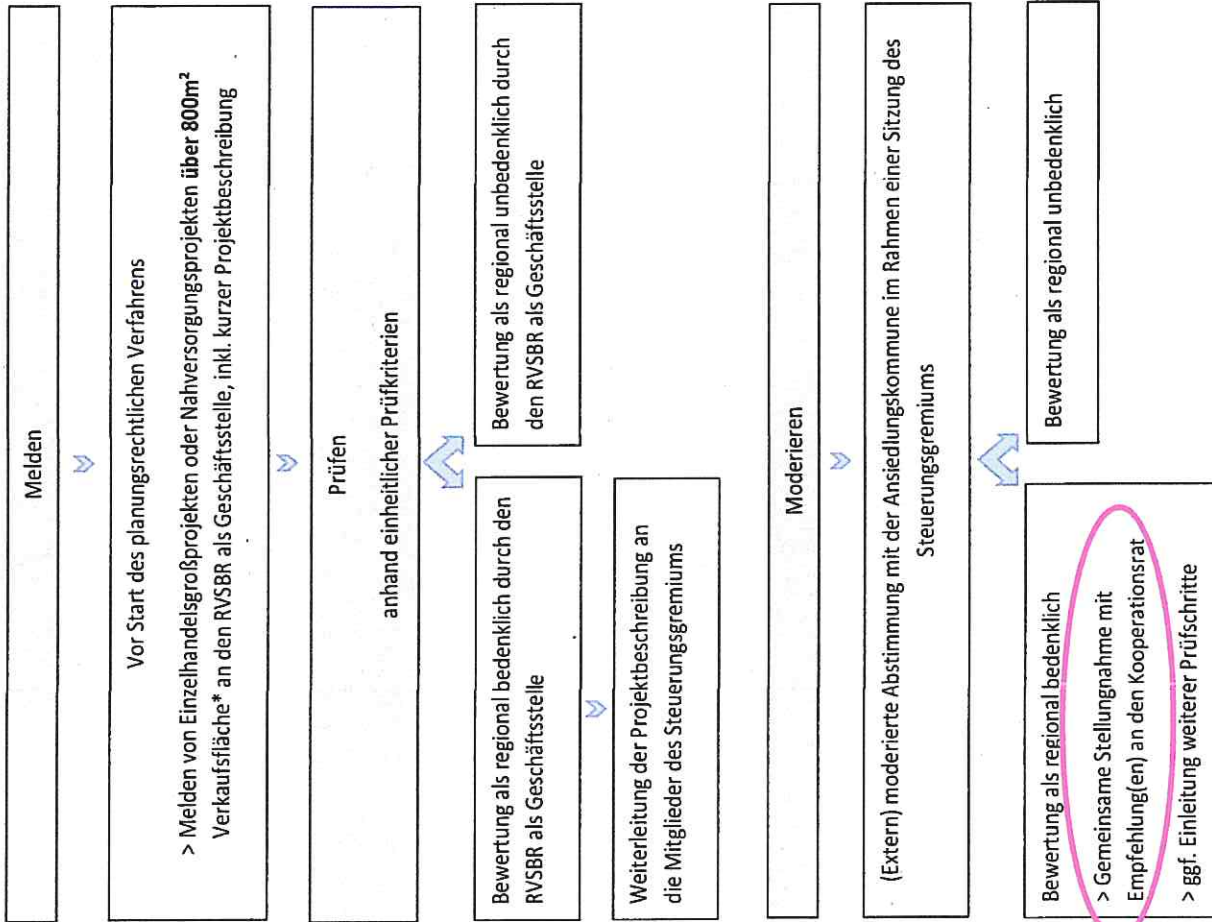 Melden
Vor Start des planungsrechtlichen Verfahrens
> Melden von Einzelhandelsgroßprojekten oder Nahversorgungsprojekten über 800m²
Verkaufsfläche* an den RVSBR als Geschäftsstelle, inkl. kurzer Projektbeschreibung
Prüfen
anhand einheitlicher Prüfkriterien
Bewertung als regional bedenklich durch den
RVSBR als Geschäftsstelle
Bewertung als regional unbedenklich durch
den RVSBR als Geschäftsstelle
Weiterleitung der Projektbeschreibung an
die Mitglieder des Steuerungsgremiums
Moderieren
(Extern) moderierte Abstimmung mit der Ansiedlungskommune im Rahmen einer Sitzung des
Steuerungsgremiums
Bewertung als regional bedenklich
> Gemeinsame Stellungnahme mit
Empfehlung(en) an den Kooperationsrat
> ggf. Einleitung weiterer Prüfschritte
Bewertung als regional unbedenklich